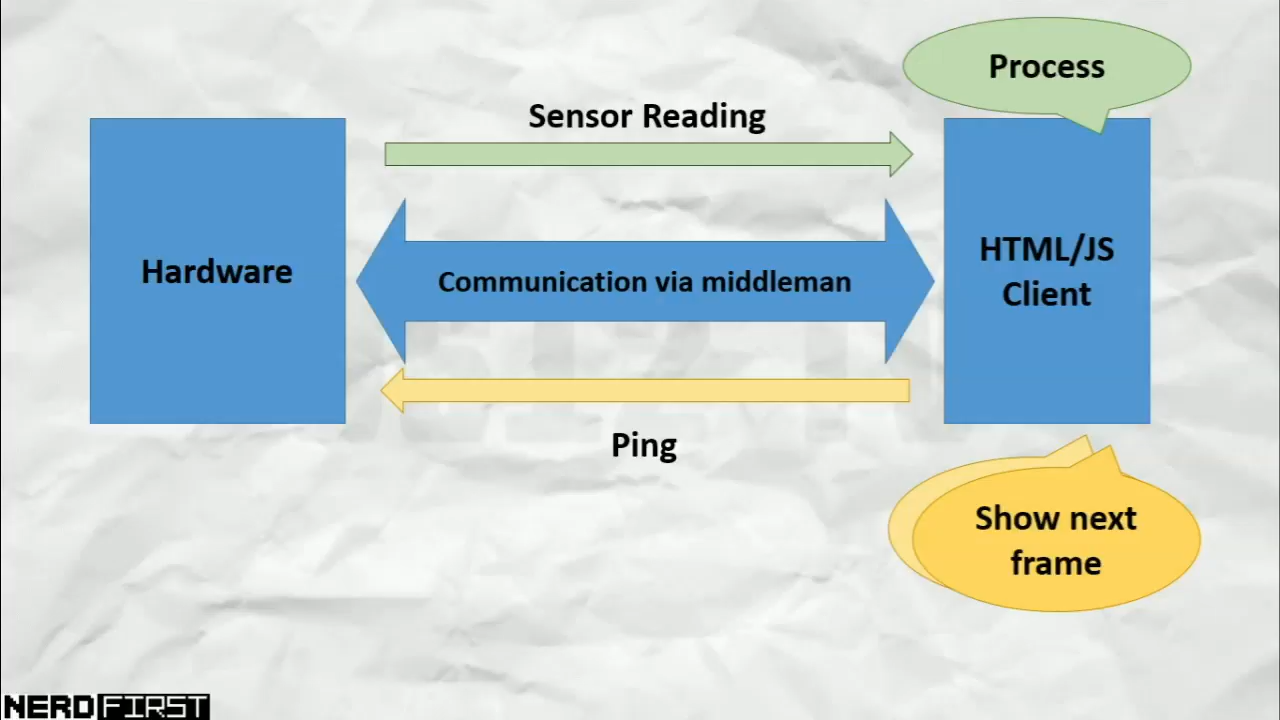 Process
Sensor Reading
Hardware
Communication via middleman
HTML/JS
Client
Ping
Show next
frame
NERDFIRST